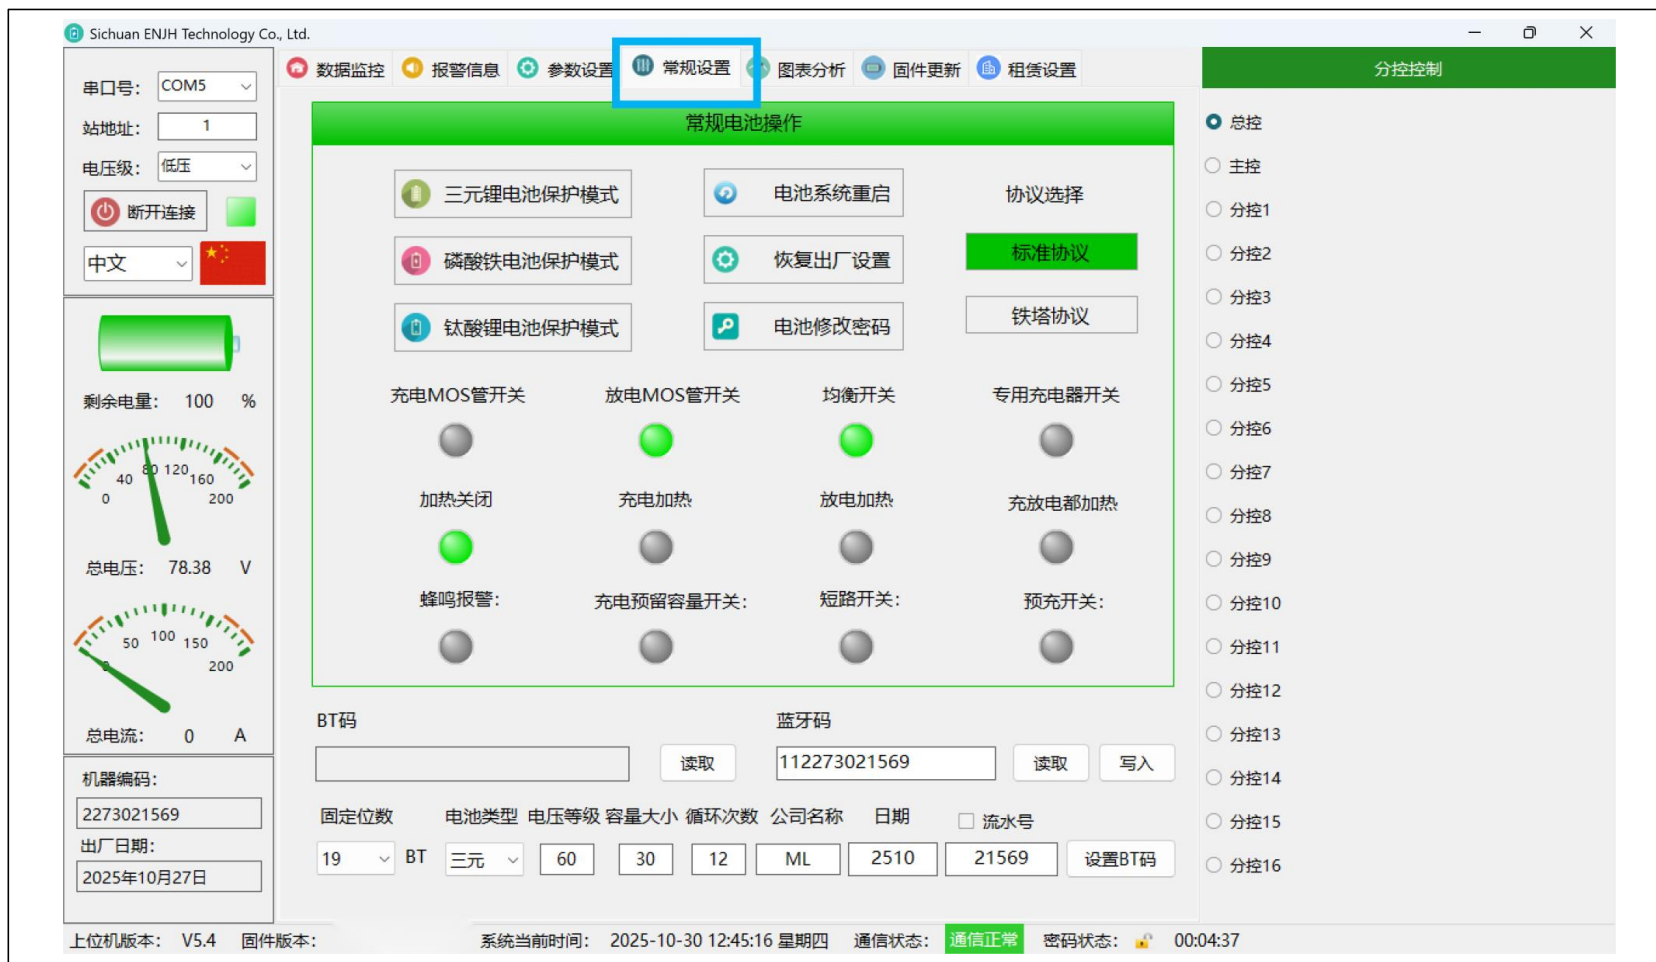 Sichuan ENJH Technology Co., Ltd.
串口号: COM5
站地址: 1
电压级: 低压
断开连接
中文
剩余电量: 100 %
40 80 120 160
0 200
总电压: 78.38 V
50 100 150
0 200
总电流: 0 A
机器编码:
2273021569
出厂日期:
2025年10月27日
数据监控 报警信息 参数设置 常规设置 图表分析 固件更新 租赁设置
常规电池操作
三元锂电池保护模式 电池系统重启 协议选择
磷酸铁电池保护模式 恢复出厂设置 标准协议
钛酸锂电池保护模式 电池修改密码 铁塔协议
充电MOS管开关 放电MOS管开关 均衡开关 专用充电器开关
加热关闭 充电加热 放电加热 充放电都加热
蜂鸣报警: 充电预留容量开关: 短路开关: 预充开关:
BT码 蓝牙码
读取 112273021569 读取 写入
固定位数 电池类型 电压等级 容量大小 循环次数 公司名称 日期 流水号
19 BT 三元 60 30 12 ML 2510 21569 设置BT码
分控控制
总控
主控
分控1
分控2
分控3
分控4
分控5
分控6
分控7
分控8
分控9
分控10
分控11
分控12
分控13
分控14
分控15
分控16
上位机版本: V5.4 固件版本: 系统当前时间: 2025-10-30 12:45:16 星期四 通信状态: 通信正常 密码状态: 00:04:37